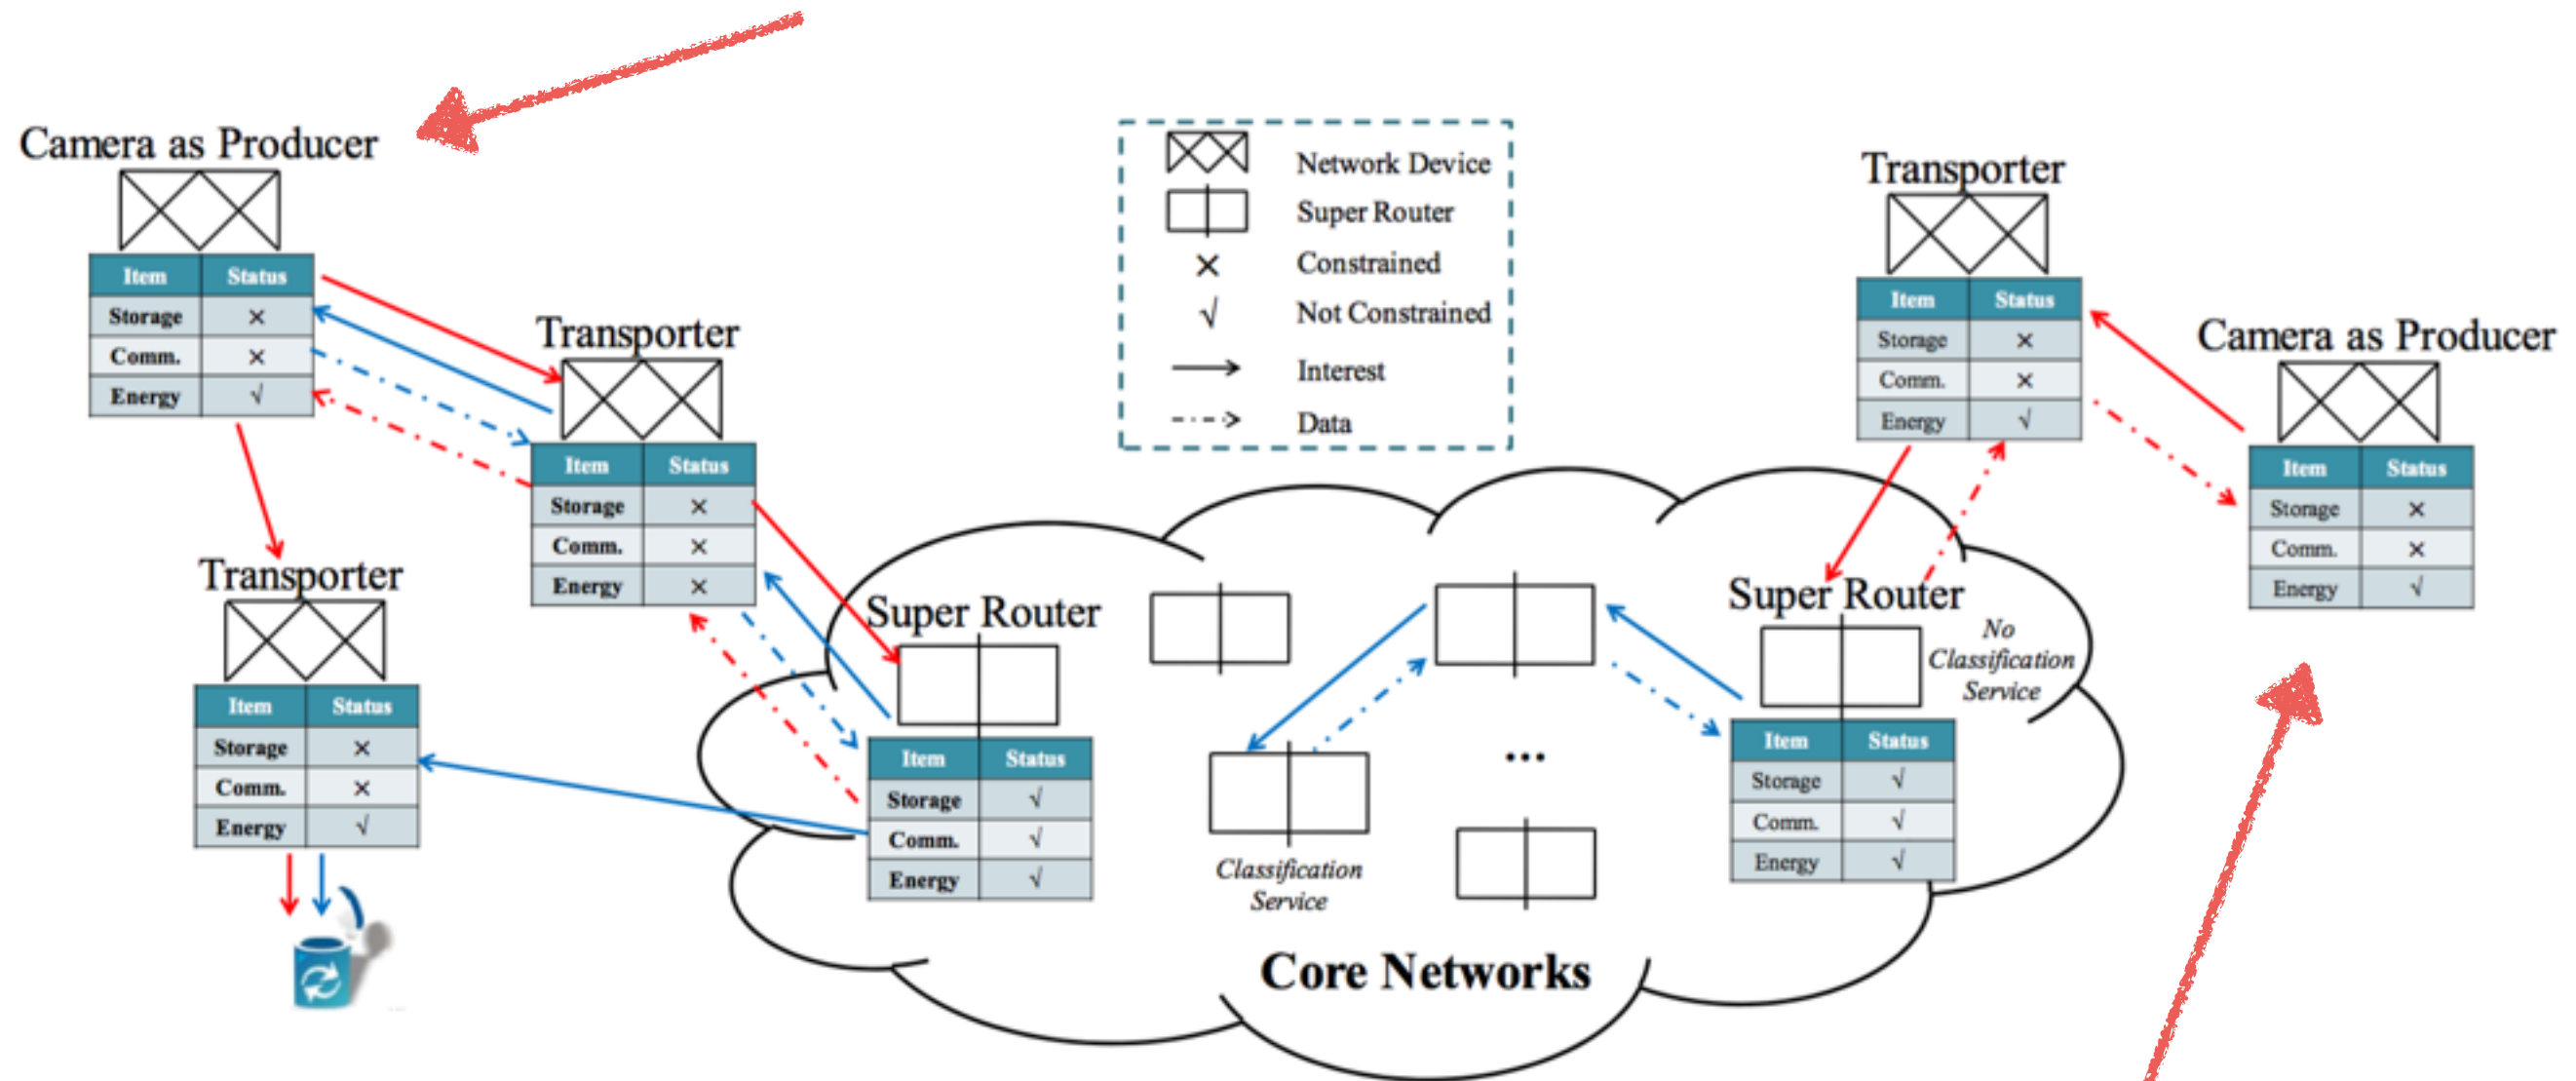 Camera as Producer
Item Status
Storage ×
Comm. ×
Energy √
Transporter
Item Status
Storage ×
Comm. ×
Energy ×
Transporter
Item Status
Storage ×
Comm. ×
Energy √
Network Device
Super Router
× Constrained
√ Not Constrained
Interest
Data
Super Router
Item Status
Storage √
Comm. √
Energy √
Classification
Service
...
Core Networks
Super Router
No
Classification
Service
Item Status
Storage √
Comm. √
Energy √
Transporter
Item Status
Storage ×
Comm. ×
Energy √
Camera as Producer
Item Status
Storage ×
Comm. ×
Energy √